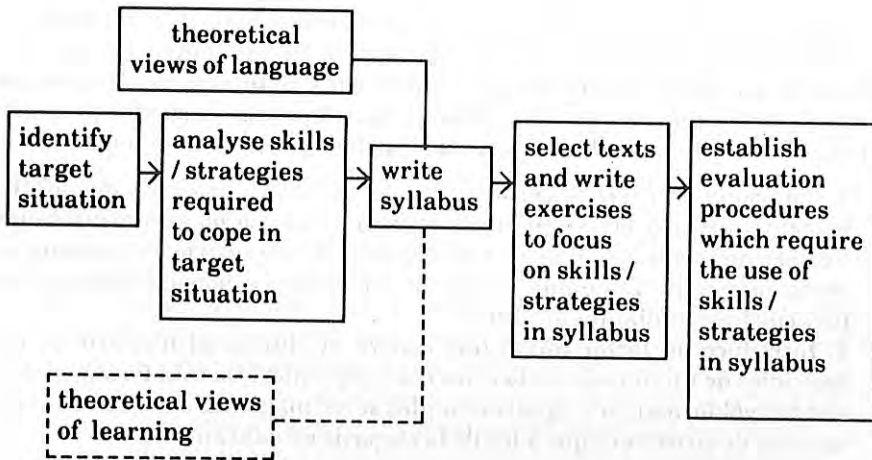 theoretical
views of language
identify
target
situation
analyse skills
/ strategies
required
to cope in
target
situation
write
syllabus
select texts
and write
exercises
to focus
on skills /
strategies
in syllabus
establish
evaluation
procedures
which require
the use of
skills /
strategies
in syllabus
theoretical views
of learning